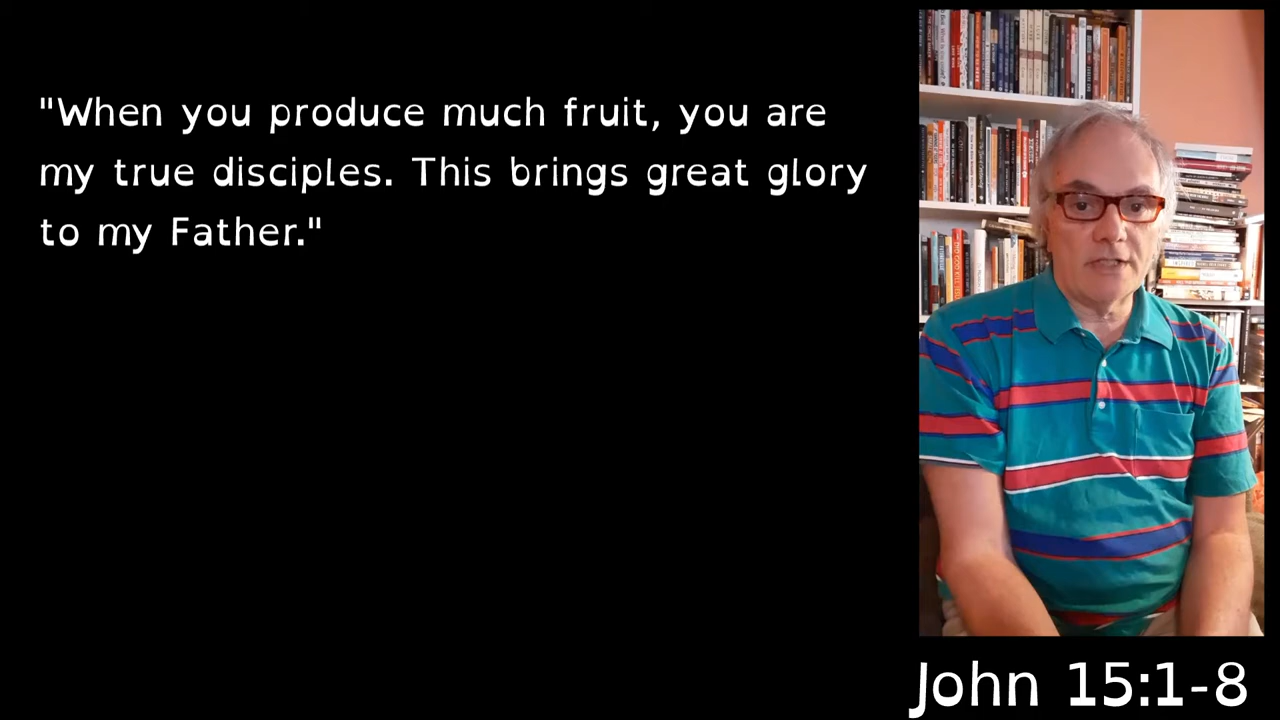 "When you produce much fruit, you are
my true disciples. This brings great glory
to my Father."
John 15:1-8